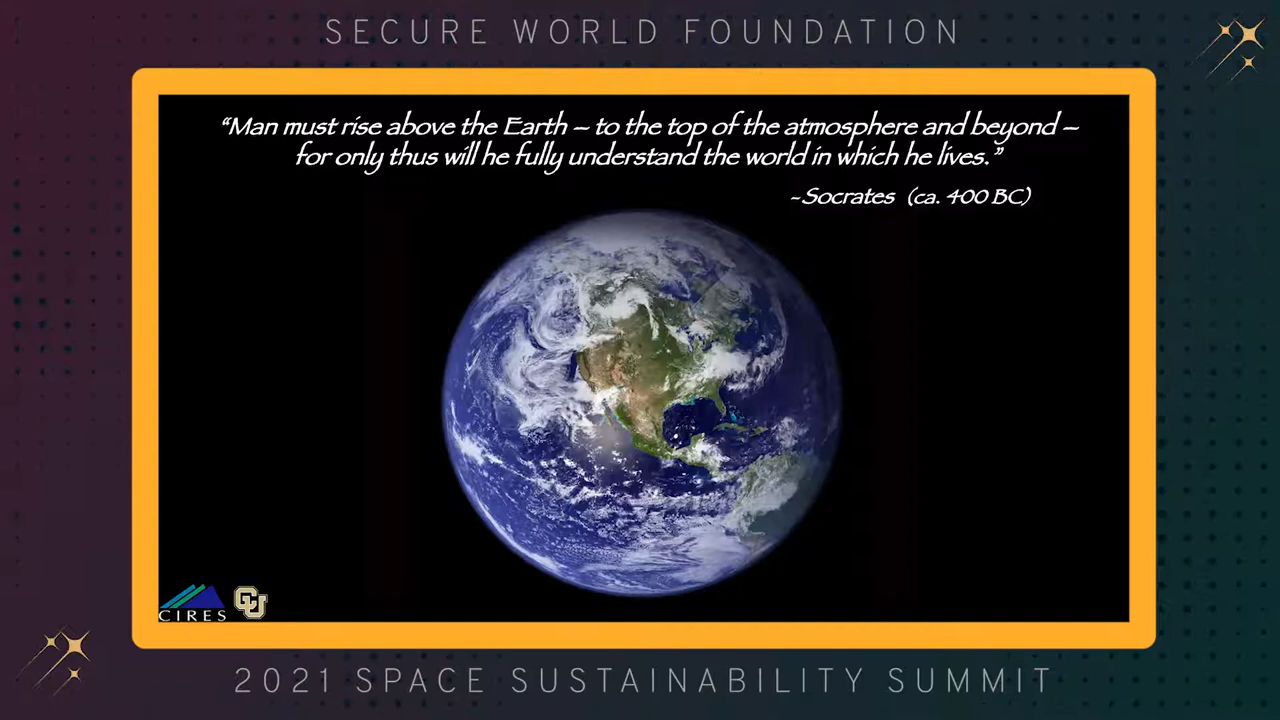 SECURE WORLD FOUNDATION
“Man must rise above the Earth – to the top of the atmosphere and beyond –
for only thus will he fully understand the world in which he lives.”
~Socrates (ca. 400 BC)
CIRES CU
2021 SPACE SUSTAINABILITY SUMMIT